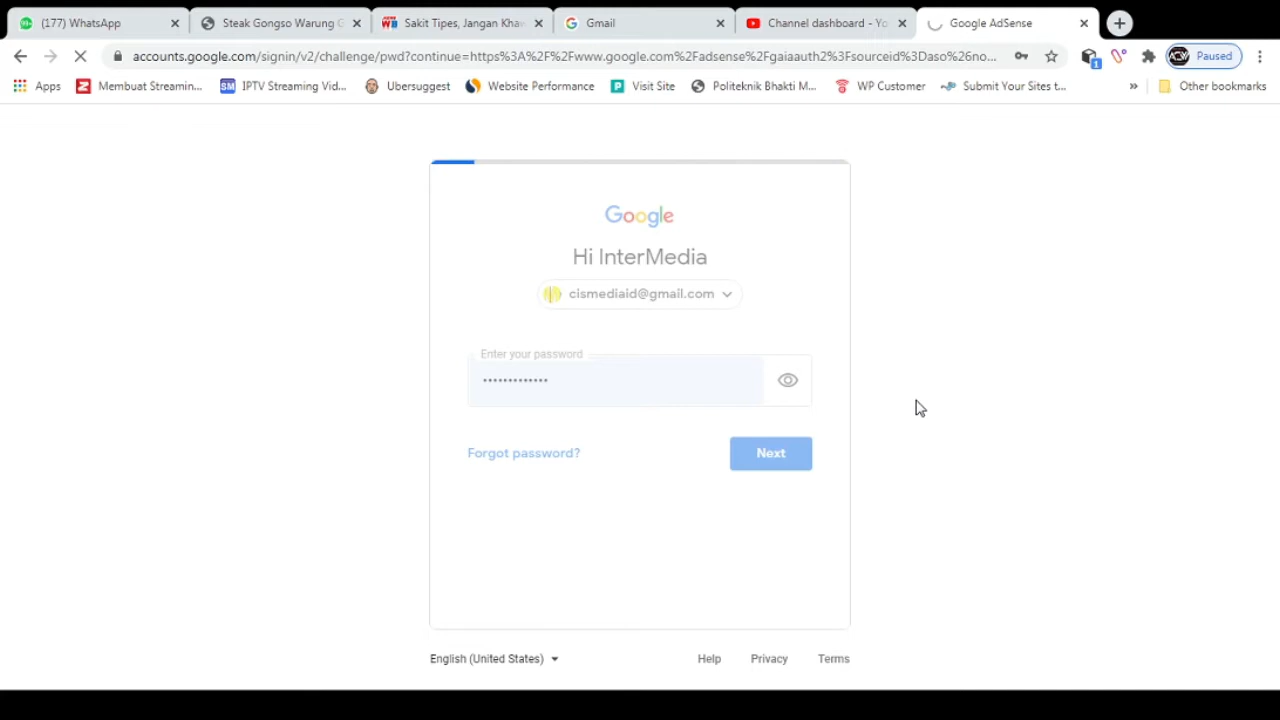 (177) WhatsApp
Steak Gongso Warung G
Sakit Tipes, Jangan Khaw
Gmail
Channel dashboard - Yo
Google AdSense
accounts.google.com/signin/v2/challenge/pwd?continue=https%3A%2F%2Fwww.google.com%2Fadsense%2Fgaiaauth2%3Fsourceid%3Daso%26no...
1
Paused
Apps
Membuat Streamin...
SM IPTV Streaming Vid...
Ubersuggest
Website Performance
Visit Site
Politeknik Bhakti M...
WP Customer
Submit Your Sites t...
»
Other bookmarks
Google
Hi InterMedia
cismediaid@gmail.com
Enter your password
•••••••••••••
Forgot password?
Next
English (United States)
Help
Privacy
Terms